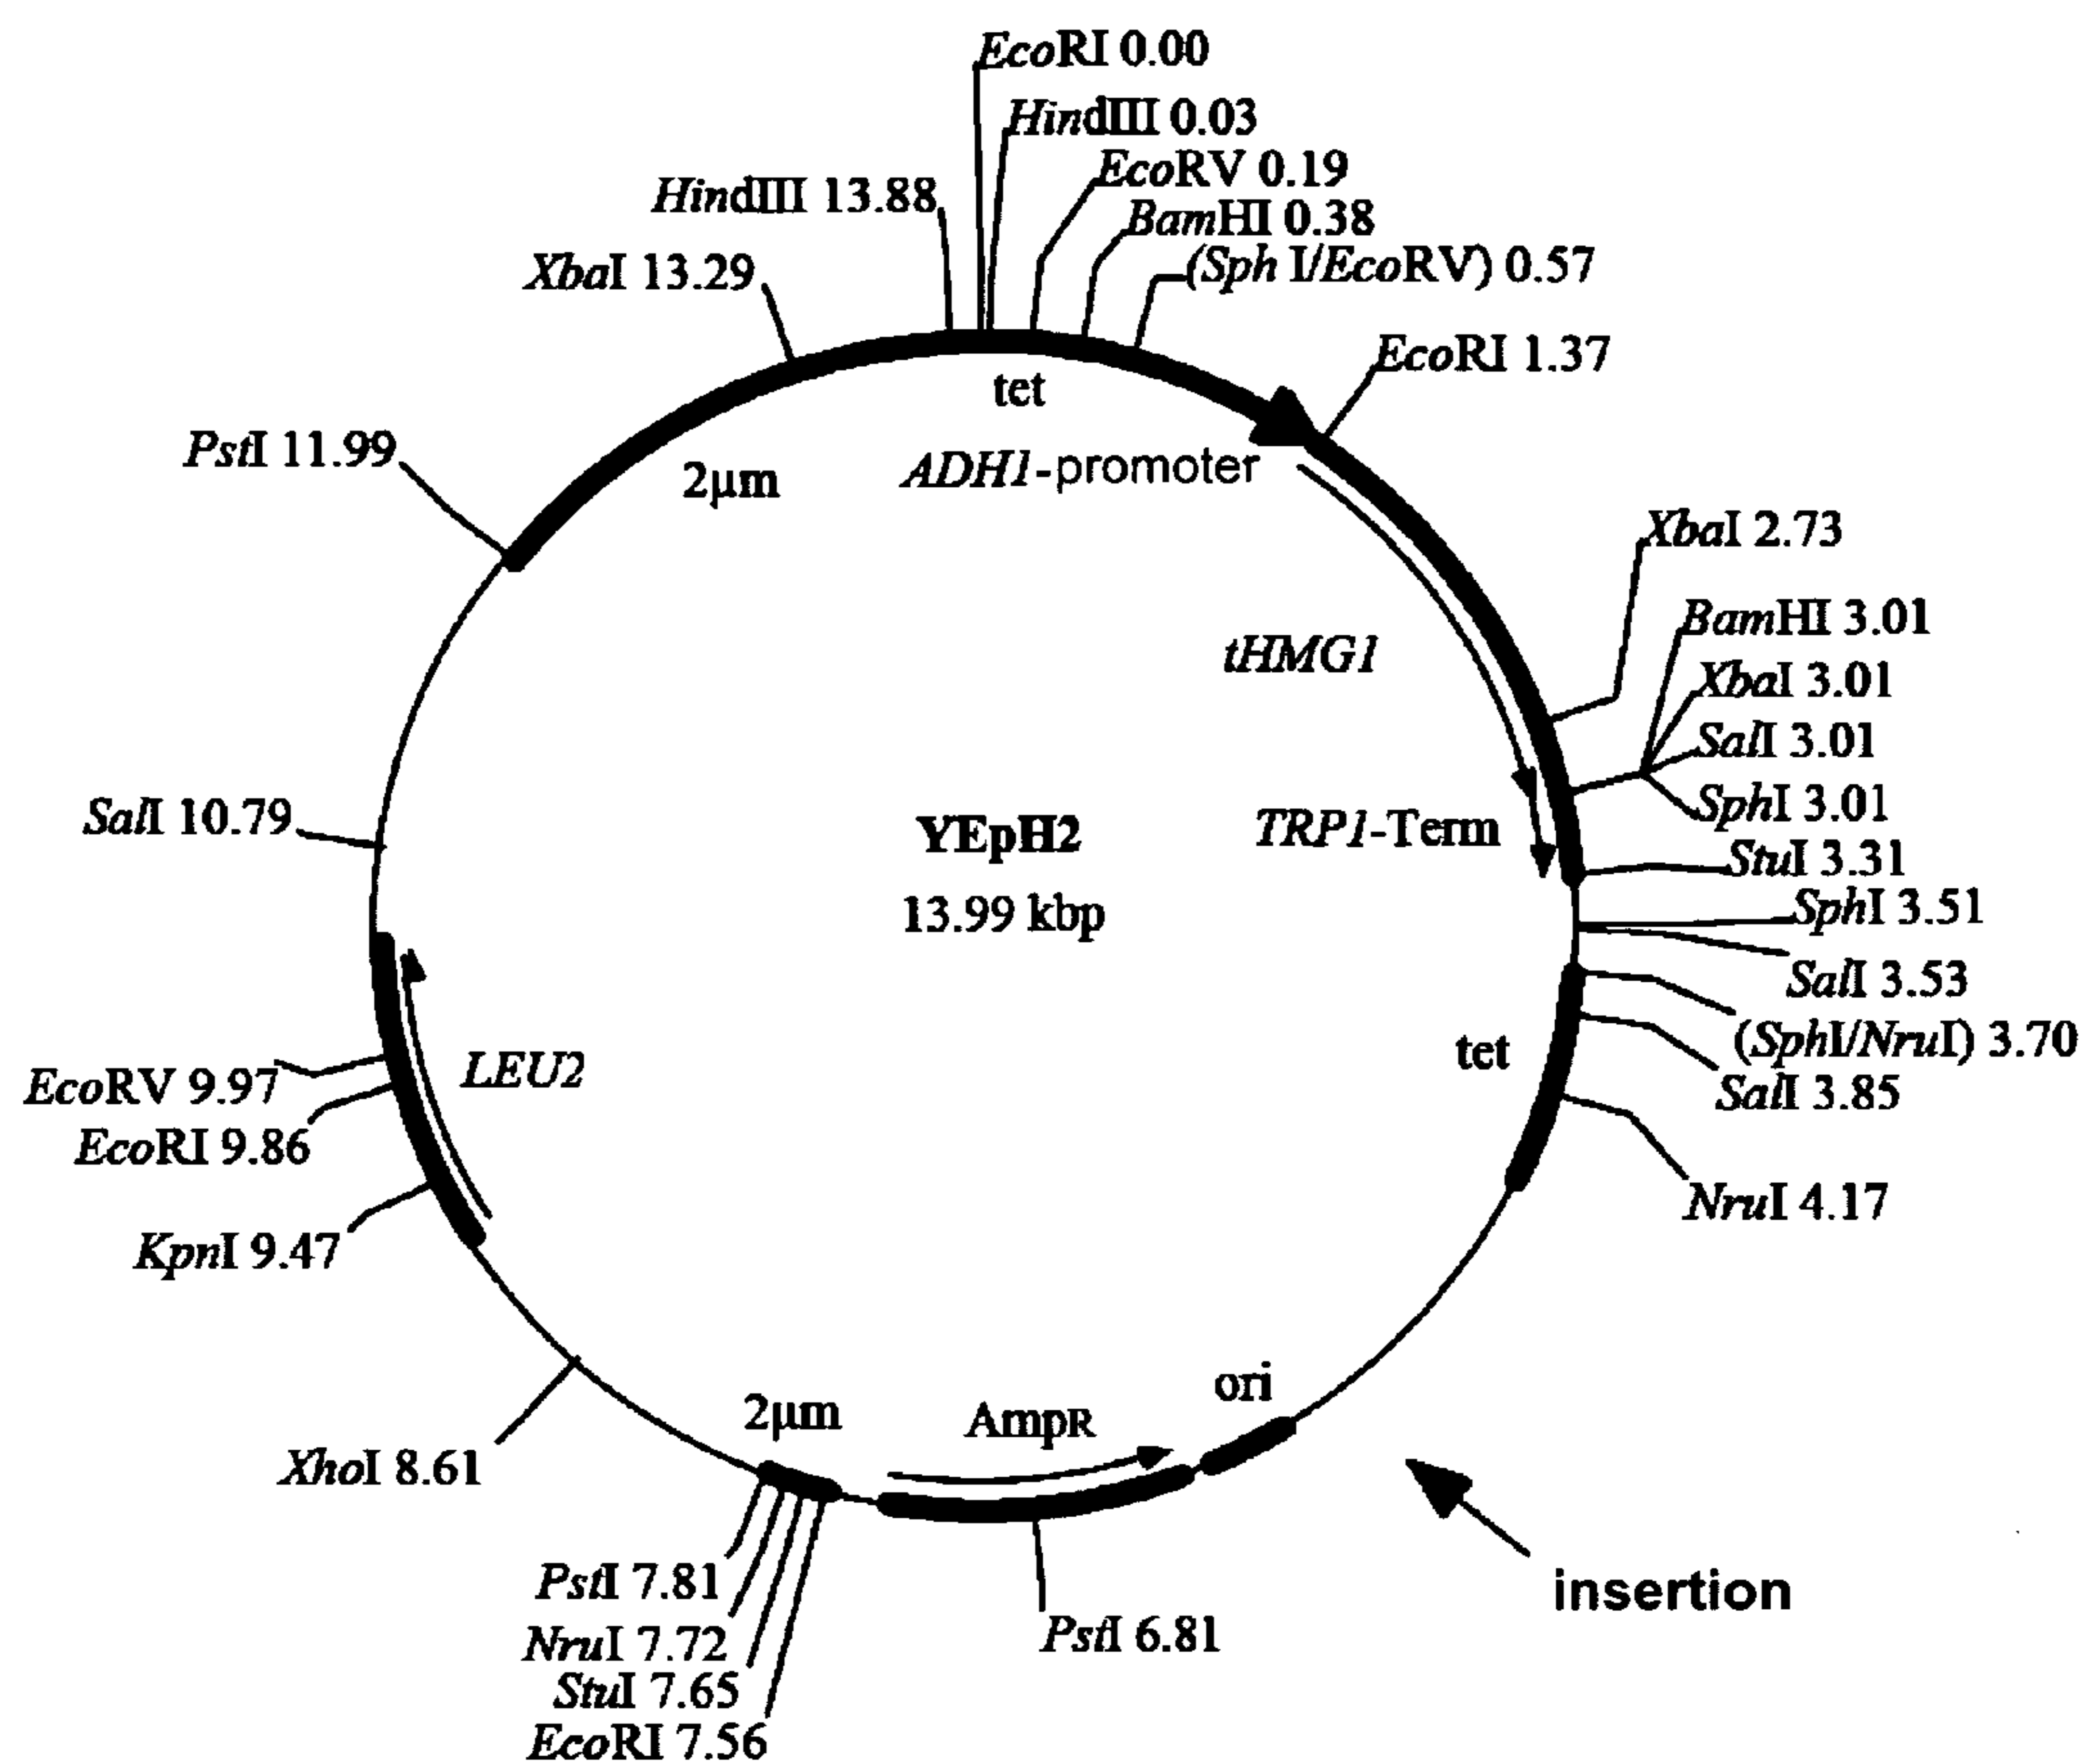 EcoRI 0.00
HindIII 0.03
EcoRV 0.19
BamHI 0.38
(Sph I/EcoRV) 0.57
EcoRI 1.37
XbaI 2.73
BamHI 3.01
XbaI 3.01
SalI 3.01
SphI 3.01
StuI 3.31
SphI 3.51
SalI 3.53
(SphI/NruI) 3.70
SalI 3.85
NruI 4.17
insertion
PstI 6.81
EcoRI 7.56
StuI 7.65
NruI 7.72
PstI 7.81
XhoI 8.61
KpnI 9.47
EcoRI 9.86
EcoRV 9.97
SalI 10.79
PstI 11.99
XbaI 13.29
HindIII 13.88
tet
ADH1-promoter
2µm
tHMG1
TRP1-Term
YEpH2
13.99 kbp
tet
LEU2
ori
AmpR
2µm